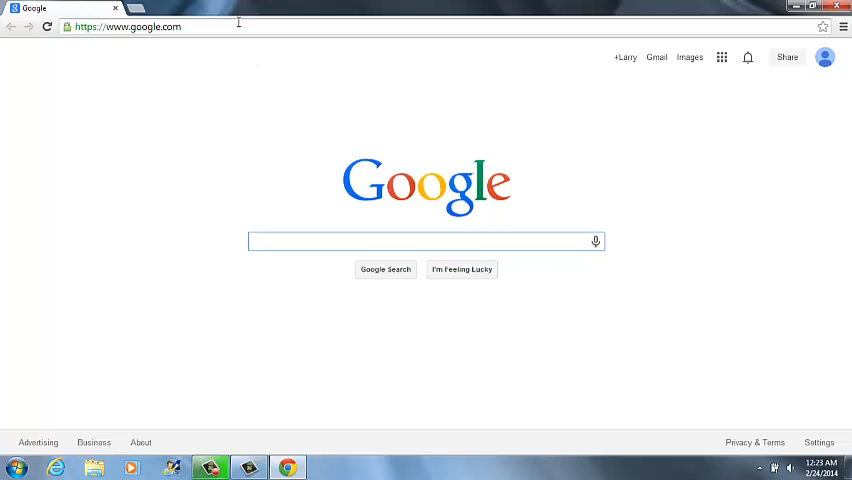 Google
https://www.google.com
+Larry Gmail Images Share
Google
Google Search I'm Feeling Lucky
Advertising Business About Privacy & Terms Settings
12:23 AM
2/24/2014